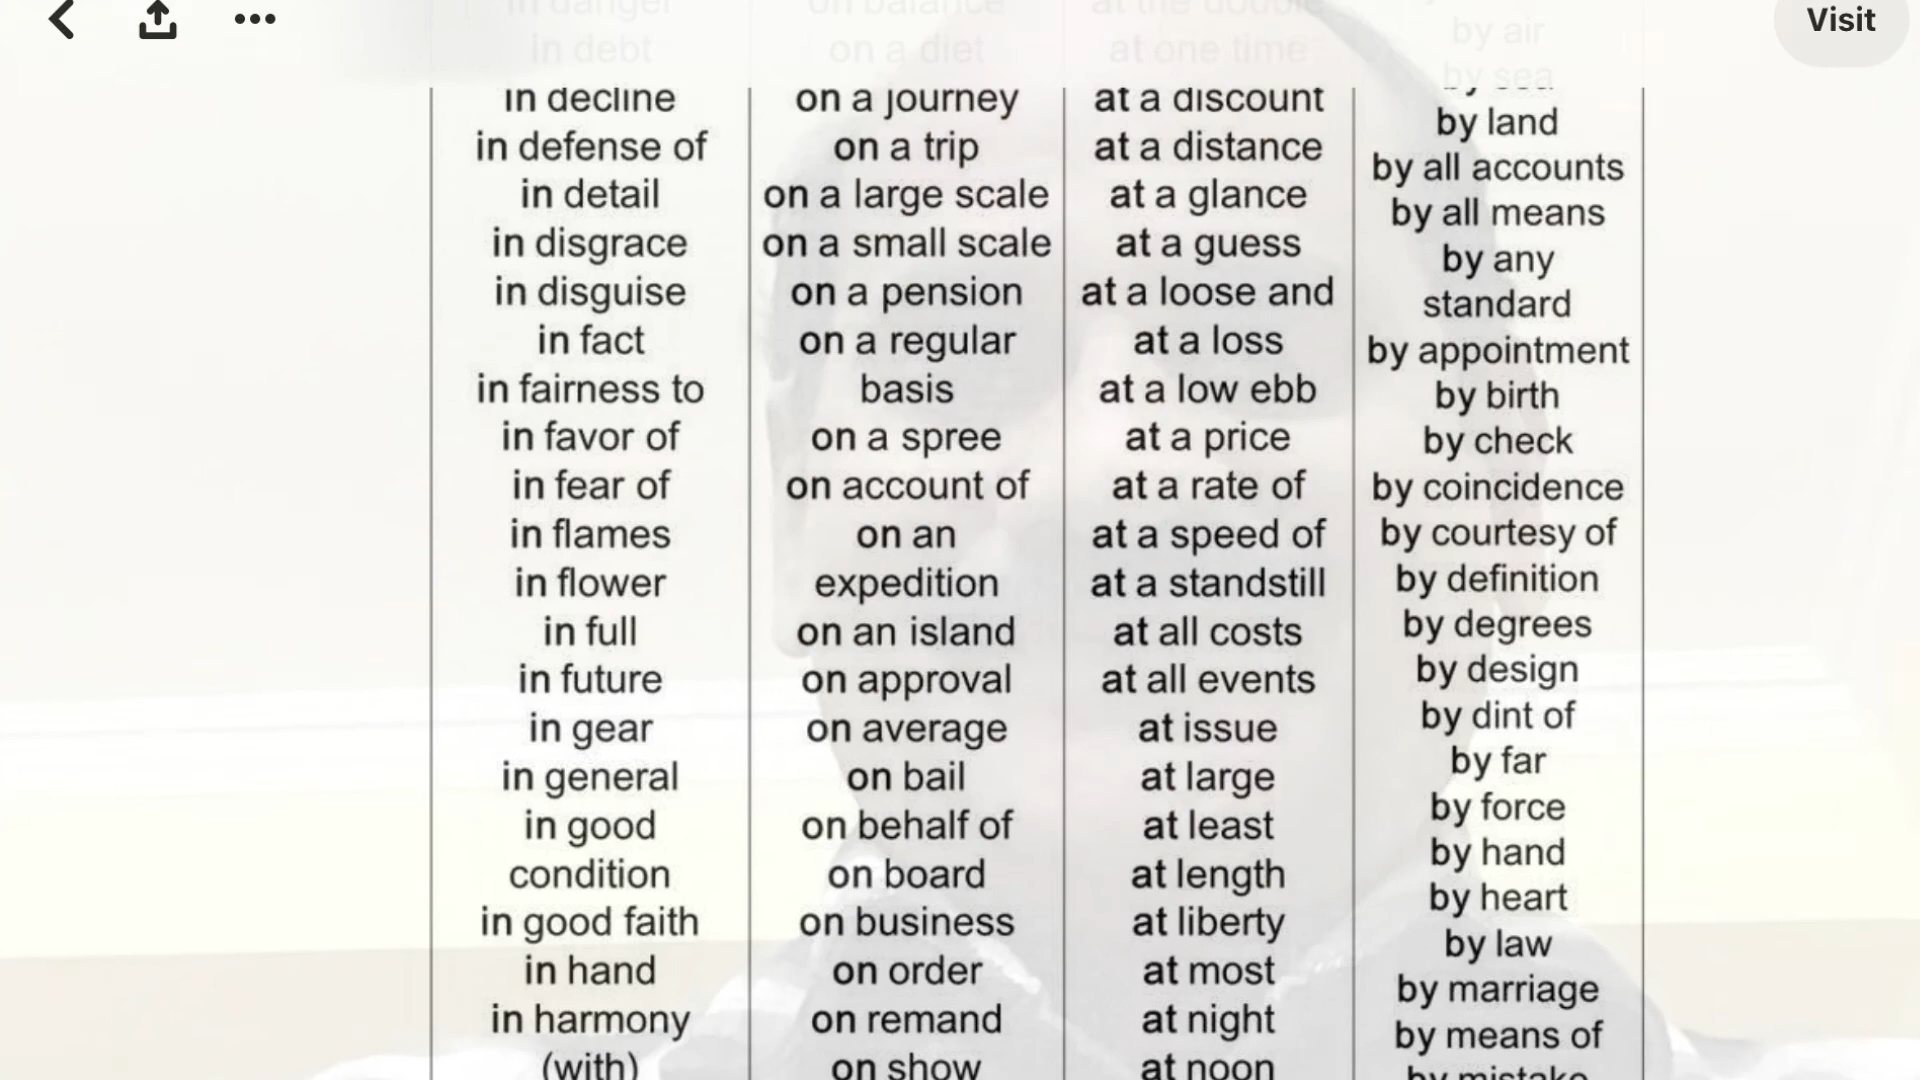 Visit
in danger
in debt
in decline
in defense of
in detail
in disgrace
in disguise
in fact
in fairness to
in favor of
in fear of
in flames
in flower
in full
in future
in gear
in general
in good
condition
in good faith
in hand
in harmony
(with)
on balance
on a diet
on a journey
on a trip
on a large scale
on a small scale
on a pension
on a regular
basis
on a spree
on account of
on an
expedition
on an island
on approval
on average
on bail
on behalf of
on board
on business
on order
on remand
on show
at the double
at one time
at a discount
at a distance
at a glance
at a guess
at a loose and
at a loss
at a low ebb
at a price
at a rate of
at a speed of
at a standstill
at all costs
at all events
at issue
at large
at least
at length
at liberty
at most
at night
at noon
by air
by sea
by land
by all accounts
by all means
by any
standard
by appointment
by birth
by check
by coincidence
by courtesy of
by definition
by degrees
by design
by dint of
by far
by force
by hand
by heart
by law
by marriage
by means of
by mistake